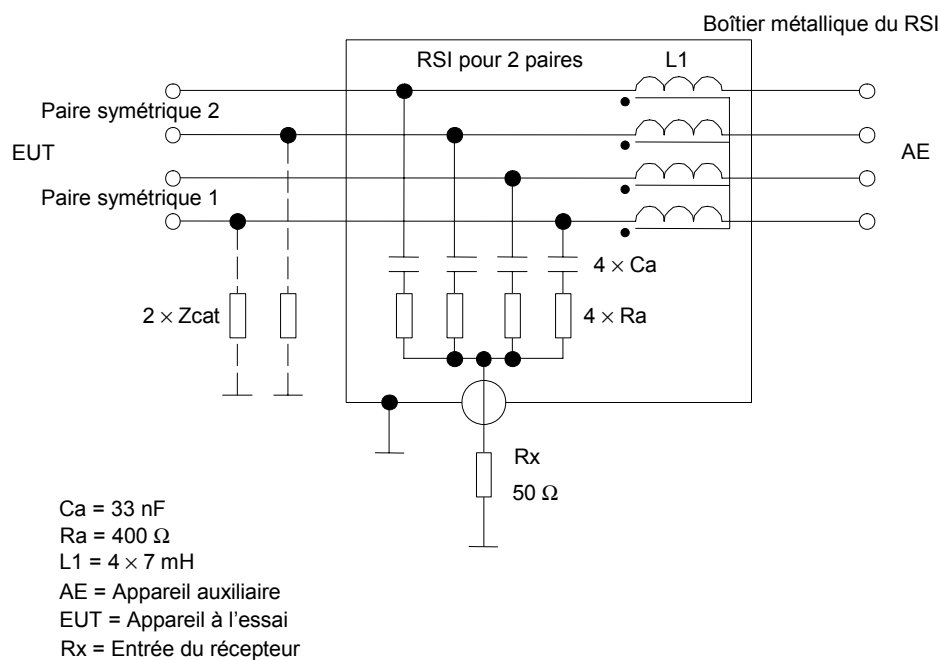 Boîtier métallique du RSI
RSI pour 2 paires
L1
Paire symétrique 2
EUT
AE
Paire symétrique 1
4 × Ca
2 × Zcat
4 × Ra
Rx
50 Ω
Ca = 33 nF
Ra = 400 Ω
L1 = 4 × 7 mH
AE = Appareil auxiliaire
EUT = Appareil à l’essai
Rx = Entrée du récepteur